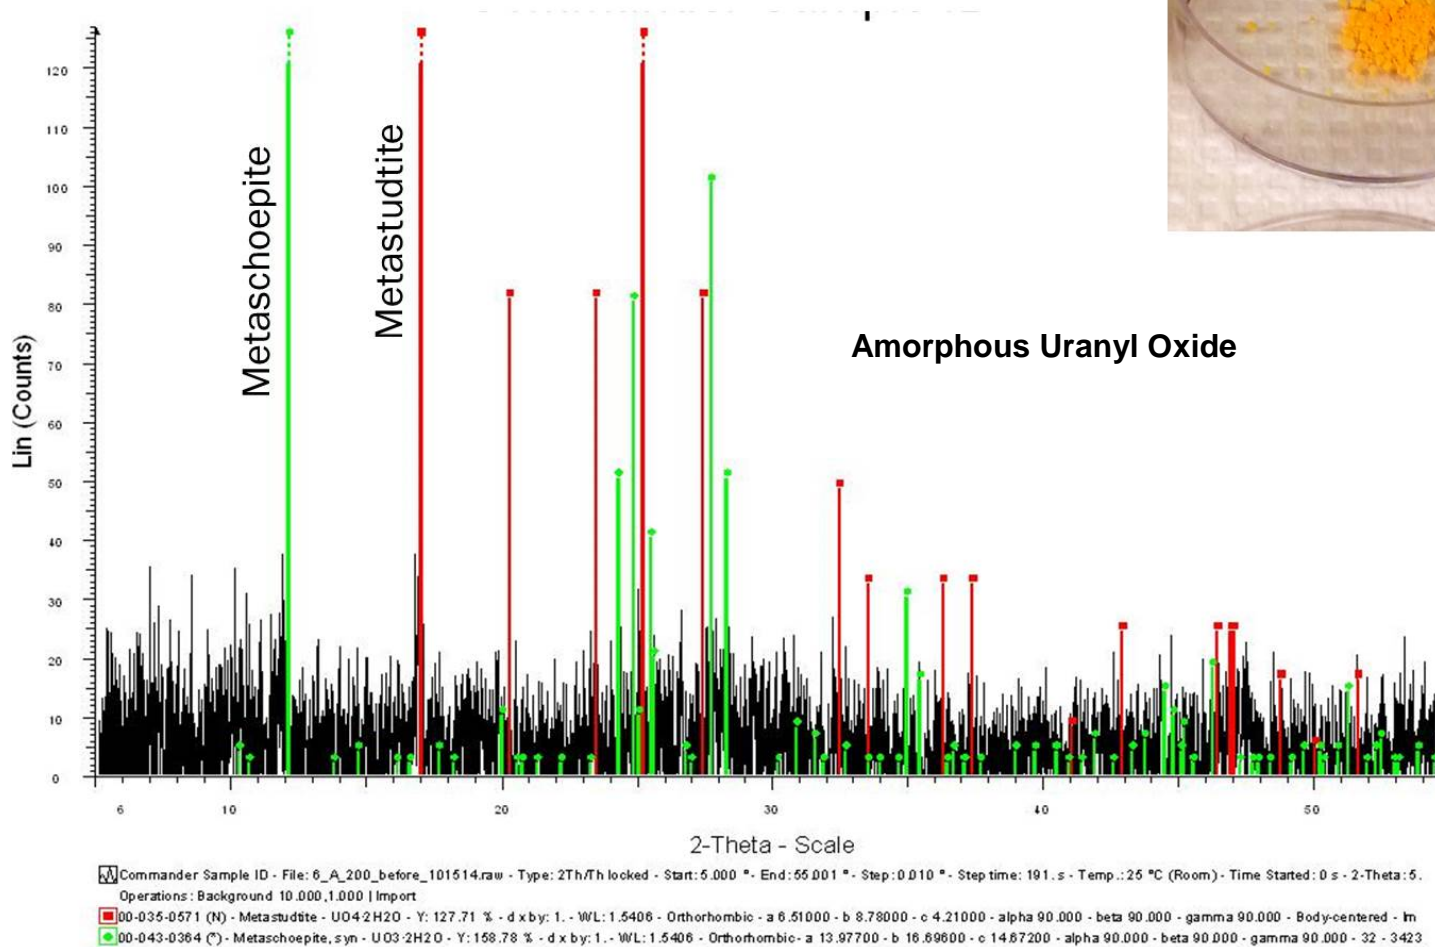 120
110
100
90
80
70
60
50
40
30
20
10
0
Lin (Counts)
Metaschoepite
Metastudtite
Amorphous Uranyl Oxide
6 10 20 30 40 50
2-Theta - Scale
Commander Sample ID - File: 6_A_200_before_101514.raw - Type: 2Th/Th locked - Start: 5.000 ° - End: 55.001 ° - Step: 0.010 ° - Step time: 191. s - Temp.: 25 °C (Room) - Time Started: 0 s - 2-Theta: 5.
Operations: Background 10.000,1.000 | Import
00-035-0571 (N) - Metastudtite - UO4·2H2O - Y: 127.71 % - d x by: 1. - WL: 1.5406 - Orthorhombic - a 6.51000 - b 8.78000 - c 4.21000 - alpha 90.000 - beta 90.000 - gamma 90.000 - Body-centered - Im
00-043-0364 (*) - Metaschoepite, syn - UO3·2H2O - Y: 158.78 % - d x by: 1. - WL: 1.5406 - Orthorhombic - a 13.97700 - b 16.69600 - c 14.67200 - alpha 90.000 - beta 90.000 - gamma 90.000 - 32 - 3423